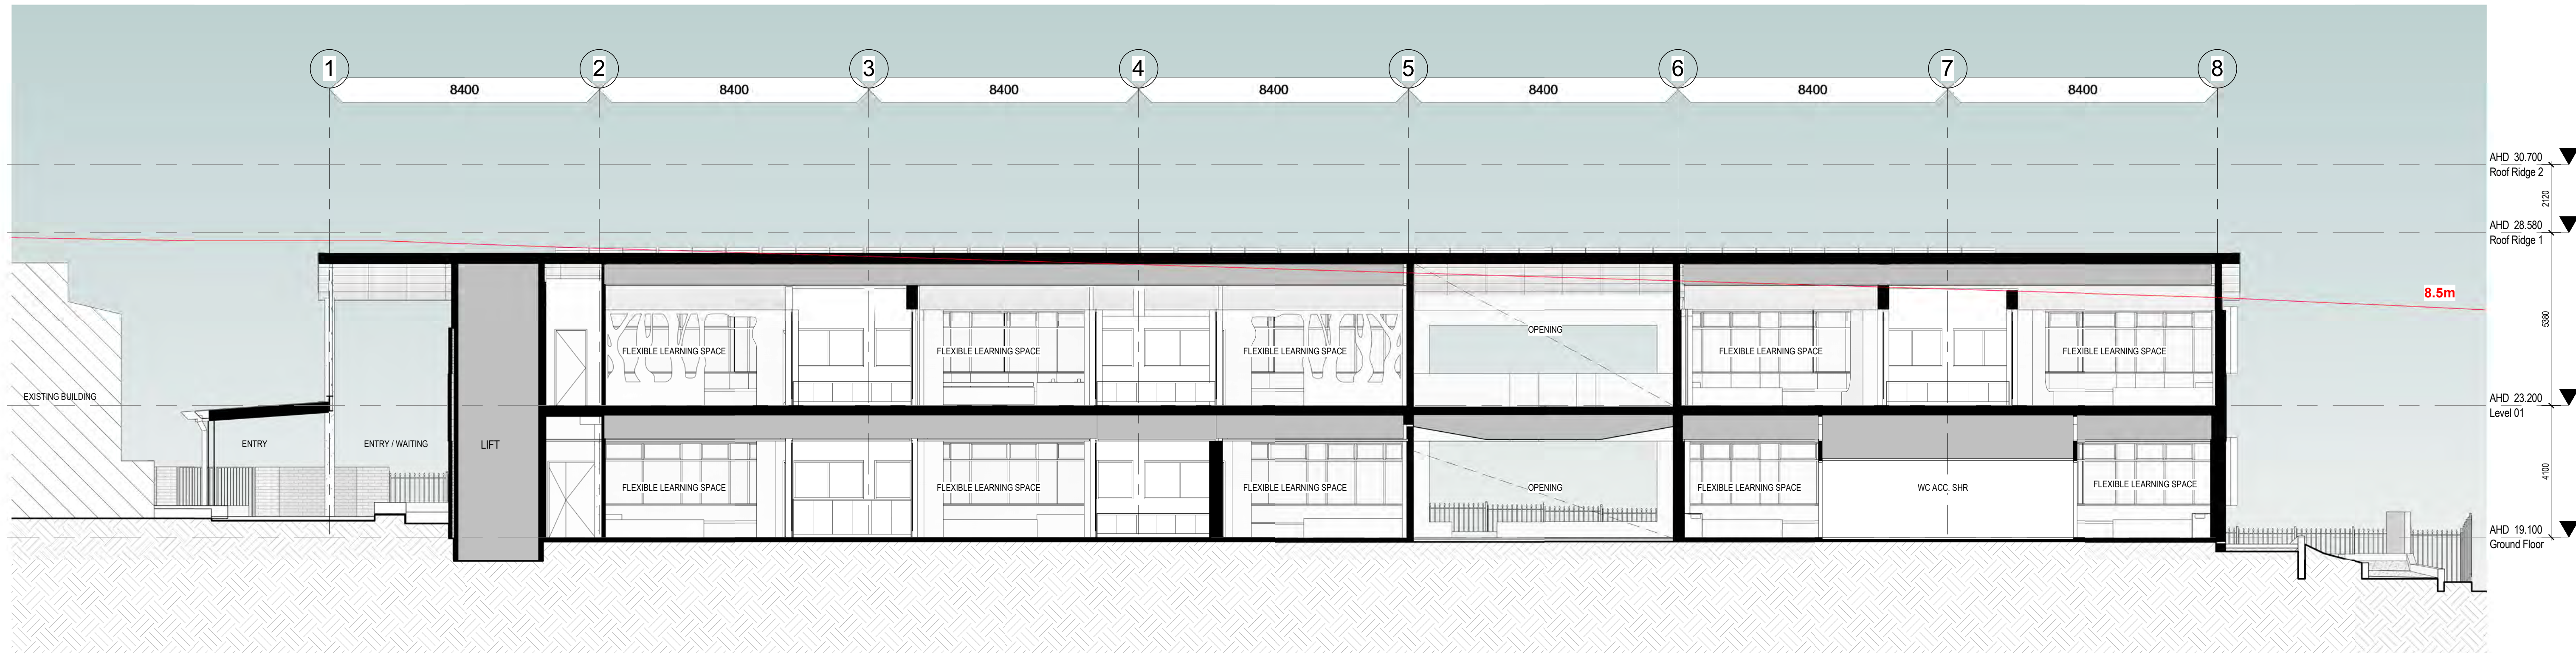 1 2 3 4 5 6 7 8
8400 8400 8400 8400 8400 8400 8400
AHD 30.700
Roof Ridge 2
2120
AHD 28.580
Roof Ridge 1
8.5m
5380
OPENING
FLEXIBLE LEARNING SPACE FLEXIBLE LEARNING SPACE FLEXIBLE LEARNING SPACE FLEXIBLE LEARNING SPACE FLEXIBLE LEARNING SPACE
EXISTING BUILDING
AHD 23.200
Level 01
ENTRY ENTRY / WAITING LIFT
4100
FLEXIBLE LEARNING SPACE FLEXIBLE LEARNING SPACE FLEXIBLE LEARNING SPACE OPENING FLEXIBLE LEARNING SPACE WC ACC. SHR FLEXIBLE LEARNING SPACE
AHD 19.100
Ground Floor